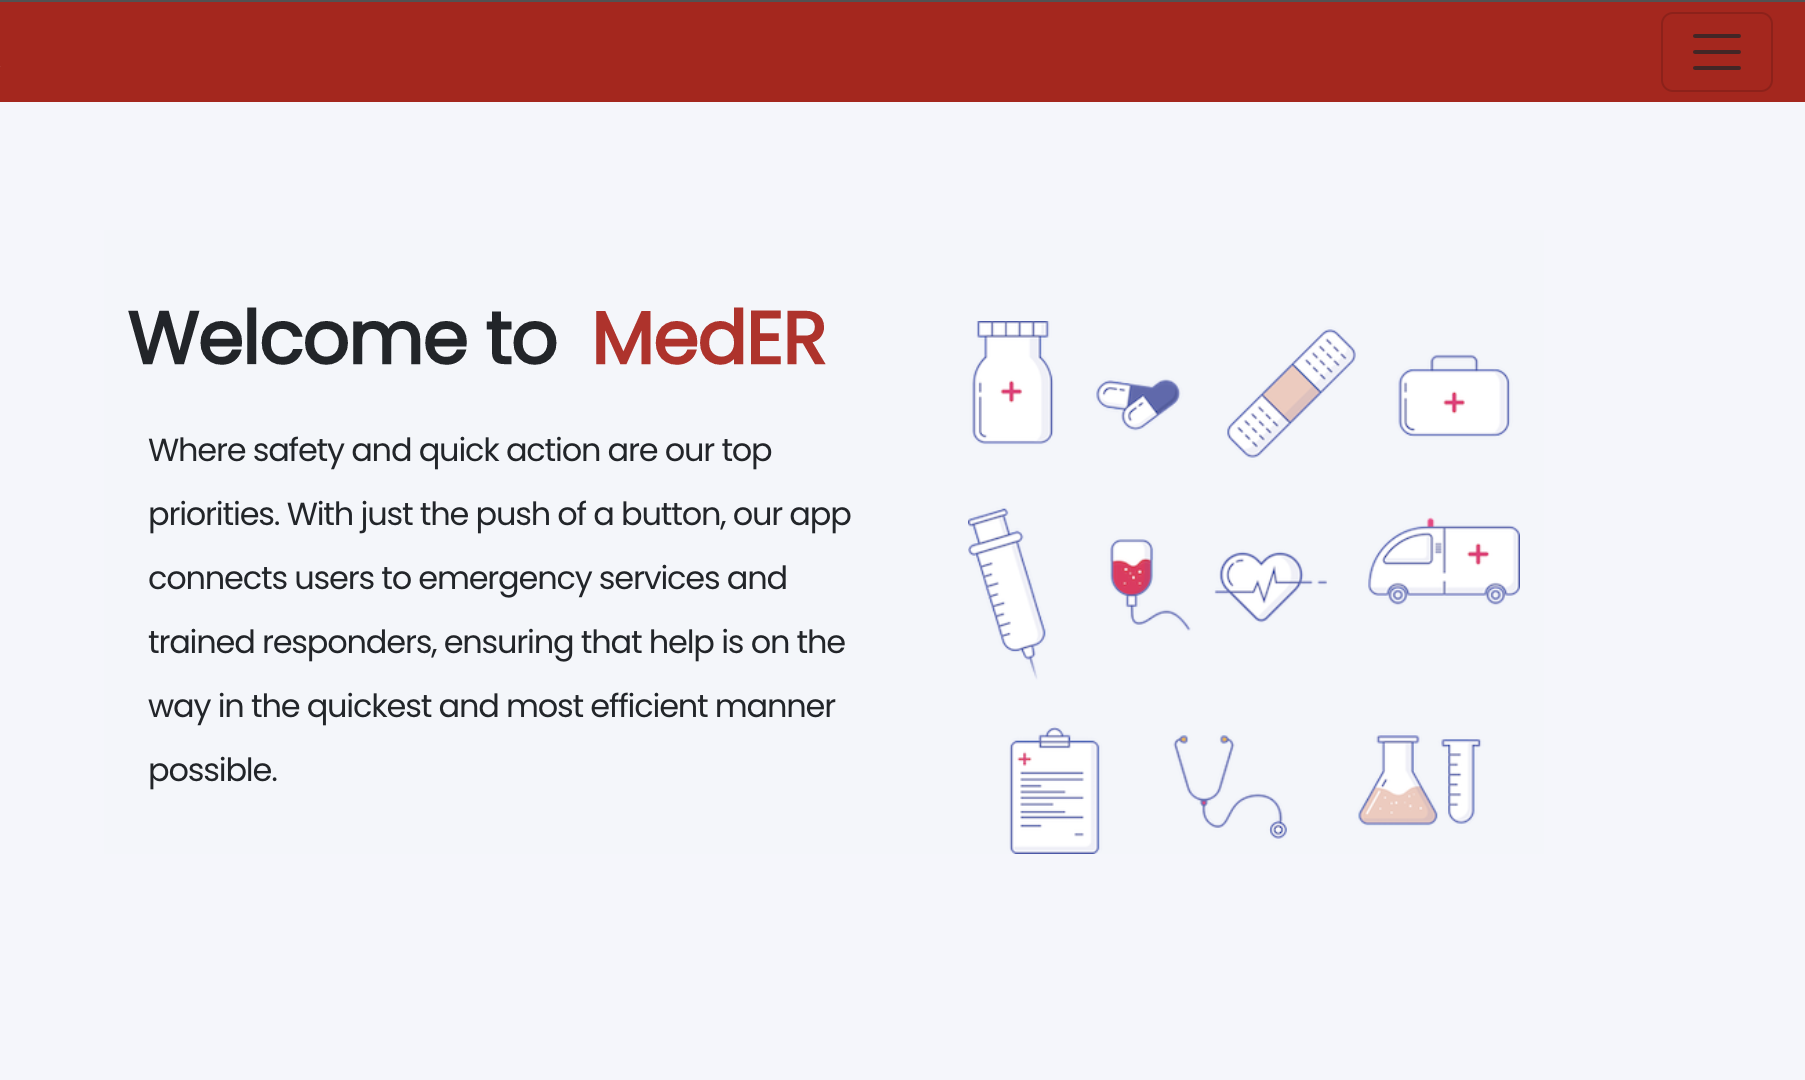 Welcome to MedER
Where safety and quick action are our top
priorities. With just the push of a button, our app
connects users to emergency services and
trained responders, ensuring that help is on the
way in the quickest and most efficient manner
possible.